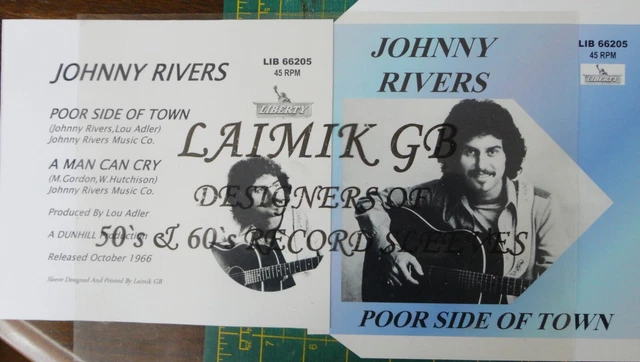 JOHNNY RIVERS
LIB 66205
45 RPM
LIBERTY
POOR SIDE OF TOWN
(Johnny Rivers,Lou Adler)
Johnny Rivers Music Co.
A MAN CAN CRY
(M.Gordon,W.Hutchison)
Johnny Rivers Music Co.
Produced By Lou Adler
A DUNHILL Production
Released October 1966
Sleeve Designed And Printed By Laimik GB
LAIMIK GB
DESIGNERS OF
50`s & 60`s RECORD SLEEVES
JOHNNY
RIVERS
LIB 66205
45 RPM
LIBERTY
POOR SIDE OF TOWN